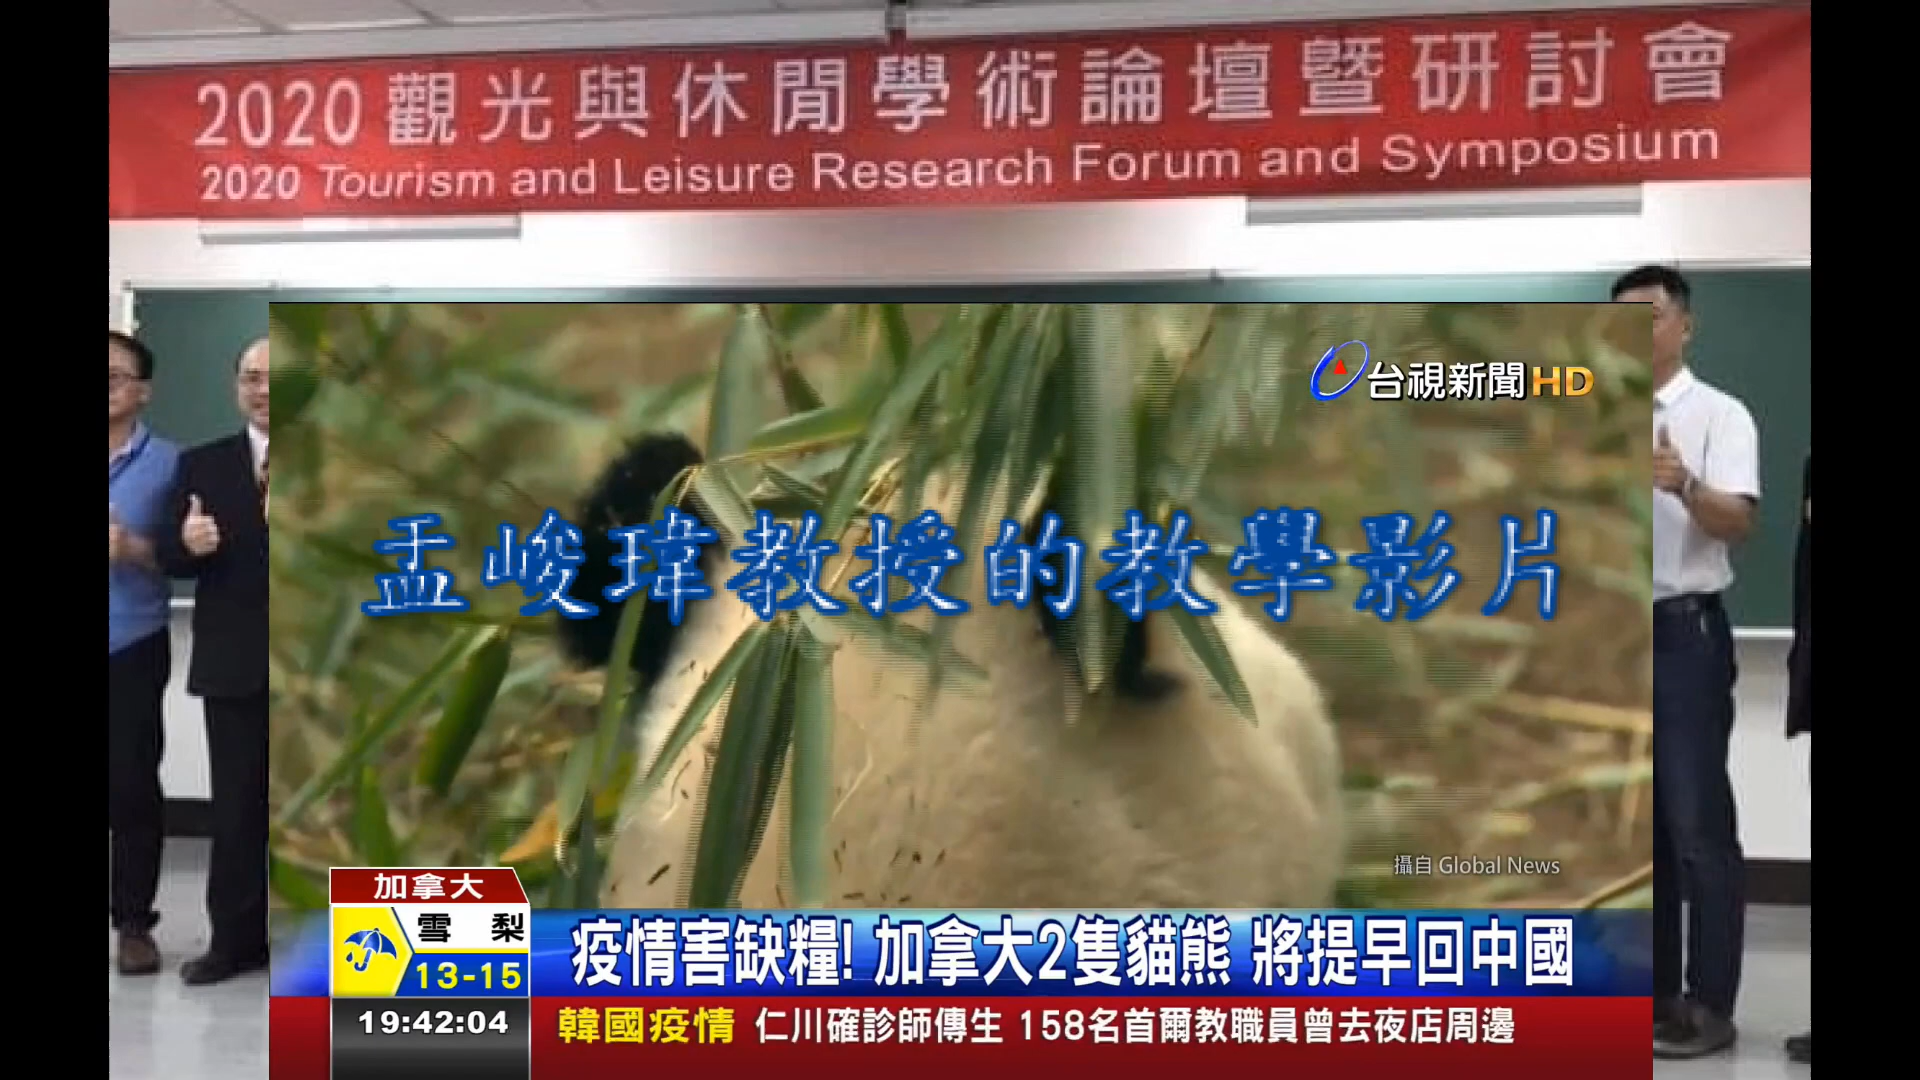 2020觀光與休閒學術論壇暨研討會
2020 Tourism and Leisure Research Forum and Symposium
台視新聞HD
孟峻瑋教授的教學影片
攝自 Global News
加拿大
雪梨
13-15
疫情害缺糧! 加拿大2隻貓熊 將提早回中國
19:42:04
韓國疫情 仁川確診師傳生 158名首爾教職員曾去夜店周邊